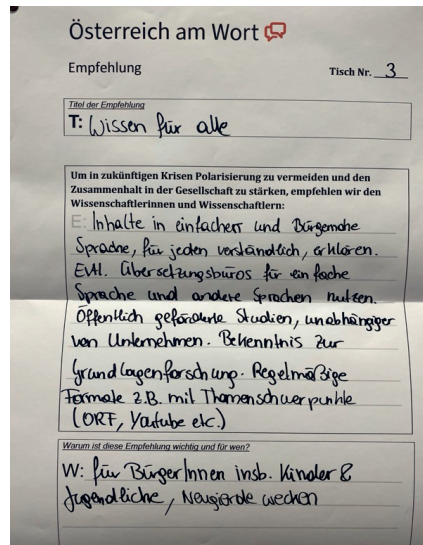 Österreich am Wort
Empfehlung
Tisch Nr. 3
Titel der Empfehlung
T: Wissen für alle
Um in zukünftigen Krisen Polarisierung zu vermeiden und den
Zusammenhalt in der Gesellschaft zu stärken, empfehlen wir den
Wissenschaftlerinnen und Wissenschaftlern:
E: Inhalte in einfacherr und Bürgernahe
Sprache, für jeden verständlich, erklären.
Evtl. Übersetzungsbüros für einfache
Sprache und andere Sprachen nutzen.
Öffentlich geförderte Studien, unabhängiger
von Unternehmen. Bekenntnis zur
Grundlagenforschung. Regelmäßige
Formate z.B. mit Themenschwerpunkte
(ORF, Youtube etc.)
Warum ist diese Empfehlung wichtig und für wen?
W: für BürgerInnen insb. Kinder &
Jugendliche, Neugierde wecken